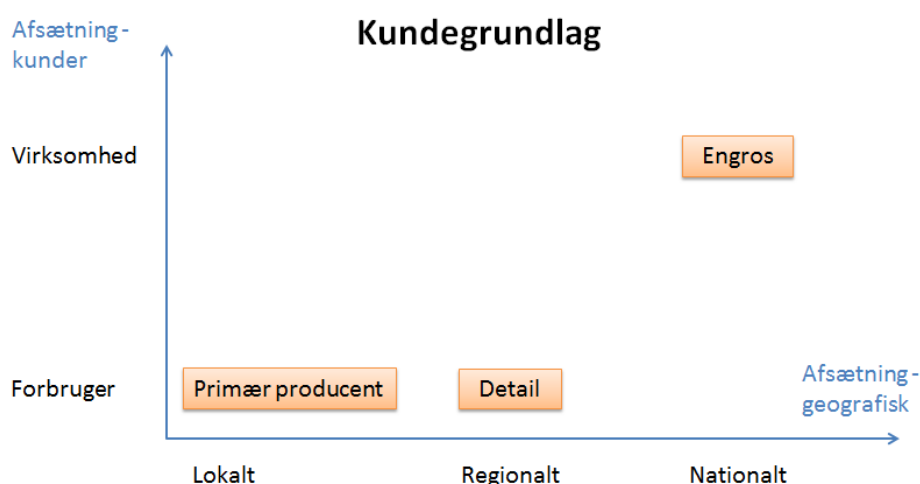 Afsætning -
kunder
Kundegrundlag
Virksomhed
Engros
Forbruger
Primær producent
Detail
Afsætning -
geografisk
Lokalt
Regionalt
Nationalt